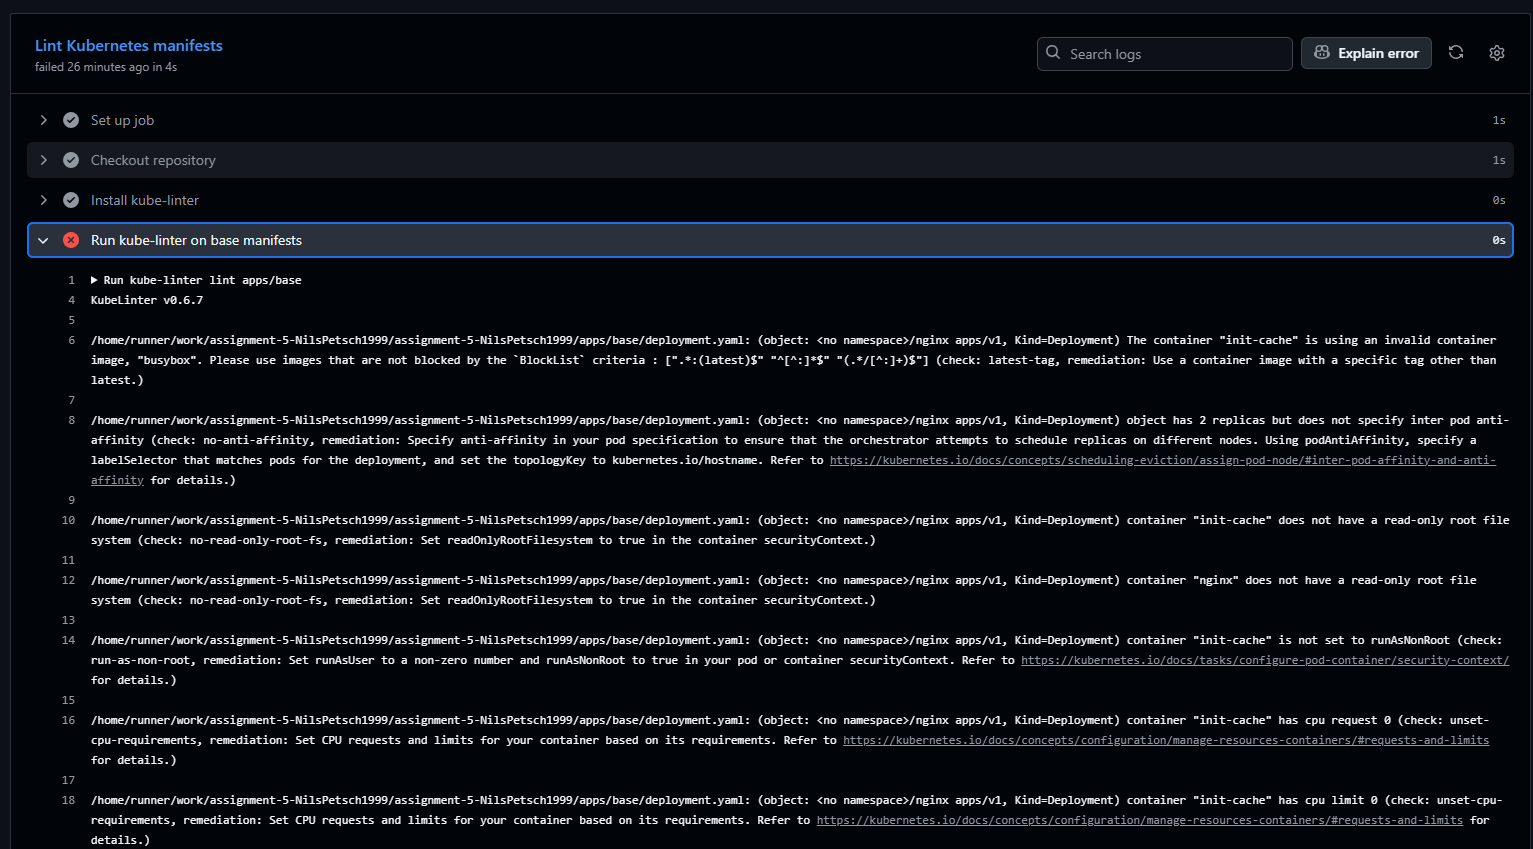 Lint Kubernetes manifests
failed 26 minutes ago in 4s
Search logs
Explain error
Set up job 1s
Checkout repository 1s
Install kube-linter 0s
Run kube-linter on base manifests 0s
1 Run kube-linter lint apps/base
4 KubeLinter v0.6.7
5
6 /home/runner/work/assignment-5-NilsPetsch1999/assignment-5-NilsPetsch1999/apps/base/deployment.yaml: (object: <no namespace>/nginx apps/v1, Kind=Deployment) The container "init-cache" is using an invalid container
image, "busybox". Please use images that are not blocked by the `BlockList` criteria : [".*:(latest)$" "^[^:]*$" "(.*/[^:]+)$"] (check: latest-tag, remediation: Use a container image with a specific tag other than
latest.)
7
8 /home/runner/work/assignment-5-NilsPetsch1999/assignment-5-NilsPetsch1999/apps/base/deployment.yaml: (object: <no namespace>/nginx apps/v1, Kind=Deployment) object has 2 replicas but does not specify inter pod anti-
affinity (check: no-anti-affinity, remediation: Specify anti-affinity in your pod specification to ensure that the orchestrator attempts to schedule replicas on different nodes. Using podAntiAffinity, specify a
labelSelector that matches pods for the deployment, and set the topologyKey to kubernetes.io/hostname. Refer to https://kubernetes.io/docs/concepts/scheduling-eviction/assign-pod-node/#inter-pod-affinity-and-anti-
affinity for details.)
9
10 /home/runner/work/assignment-5-NilsPetsch1999/assignment-5-NilsPetsch1999/apps/base/deployment.yaml: (object: <no namespace>/nginx apps/v1, Kind=Deployment) container "init-cache" does not have a read-only root file
system (check: no-read-only-root-fs, remediation: Set readOnlyRootFilesystem to true in the container securityContext.)
11
12 /home/runner/work/assignment-5-NilsPetsch1999/assignment-5-NilsPetsch1999/apps/base/deployment.yaml: (object: <no namespace>/nginx apps/v1, Kind=Deployment) container "nginx" does not have a read-only root file
system (check: no-read-only-root-fs, remediation: Set readOnlyRootFilesystem to true in the container securityContext.)
13
14 /home/runner/work/assignment-5-NilsPetsch1999/assignment-5-NilsPetsch1999/apps/base/deployment.yaml: (object: <no namespace>/nginx apps/v1, Kind=Deployment) container "init-cache" is not set to runAsNonRoot (check:
run-as-non-root, remediation: Set runAsUser to a non-zero number and runAsNonRoot to true in your pod or container securityContext. Refer to https://kubernetes.io/docs/tasks/configure-pod-container/security-context/
for details.)
15
16 /home/runner/work/assignment-5-NilsPetsch1999/assignment-5-NilsPetsch1999/apps/base/deployment.yaml: (object: <no namespace>/nginx apps/v1, Kind=Deployment) container "init-cache" has cpu request 0 (check: unset-
cpu-requirements, remediation: Set CPU requests and limits for your container based on its requirements. Refer to https://kubernetes.io/docs/concepts/configuration/manage-resources-containers/#requests-and-limits
for details.)
17
18 /home/runner/work/assignment-5-NilsPetsch1999/assignment-5-NilsPetsch1999/apps/base/deployment.yaml: (object: <no namespace>/nginx apps/v1, Kind=Deployment) container "init-cache" has cpu limit 0 (check: unset-cpu-
requirements, remediation: Set CPU requests and limits for your container based on its requirements. Refer to https://kubernetes.io/docs/concepts/configuration/manage-resources-containers/#requests-and-limits for
details.)